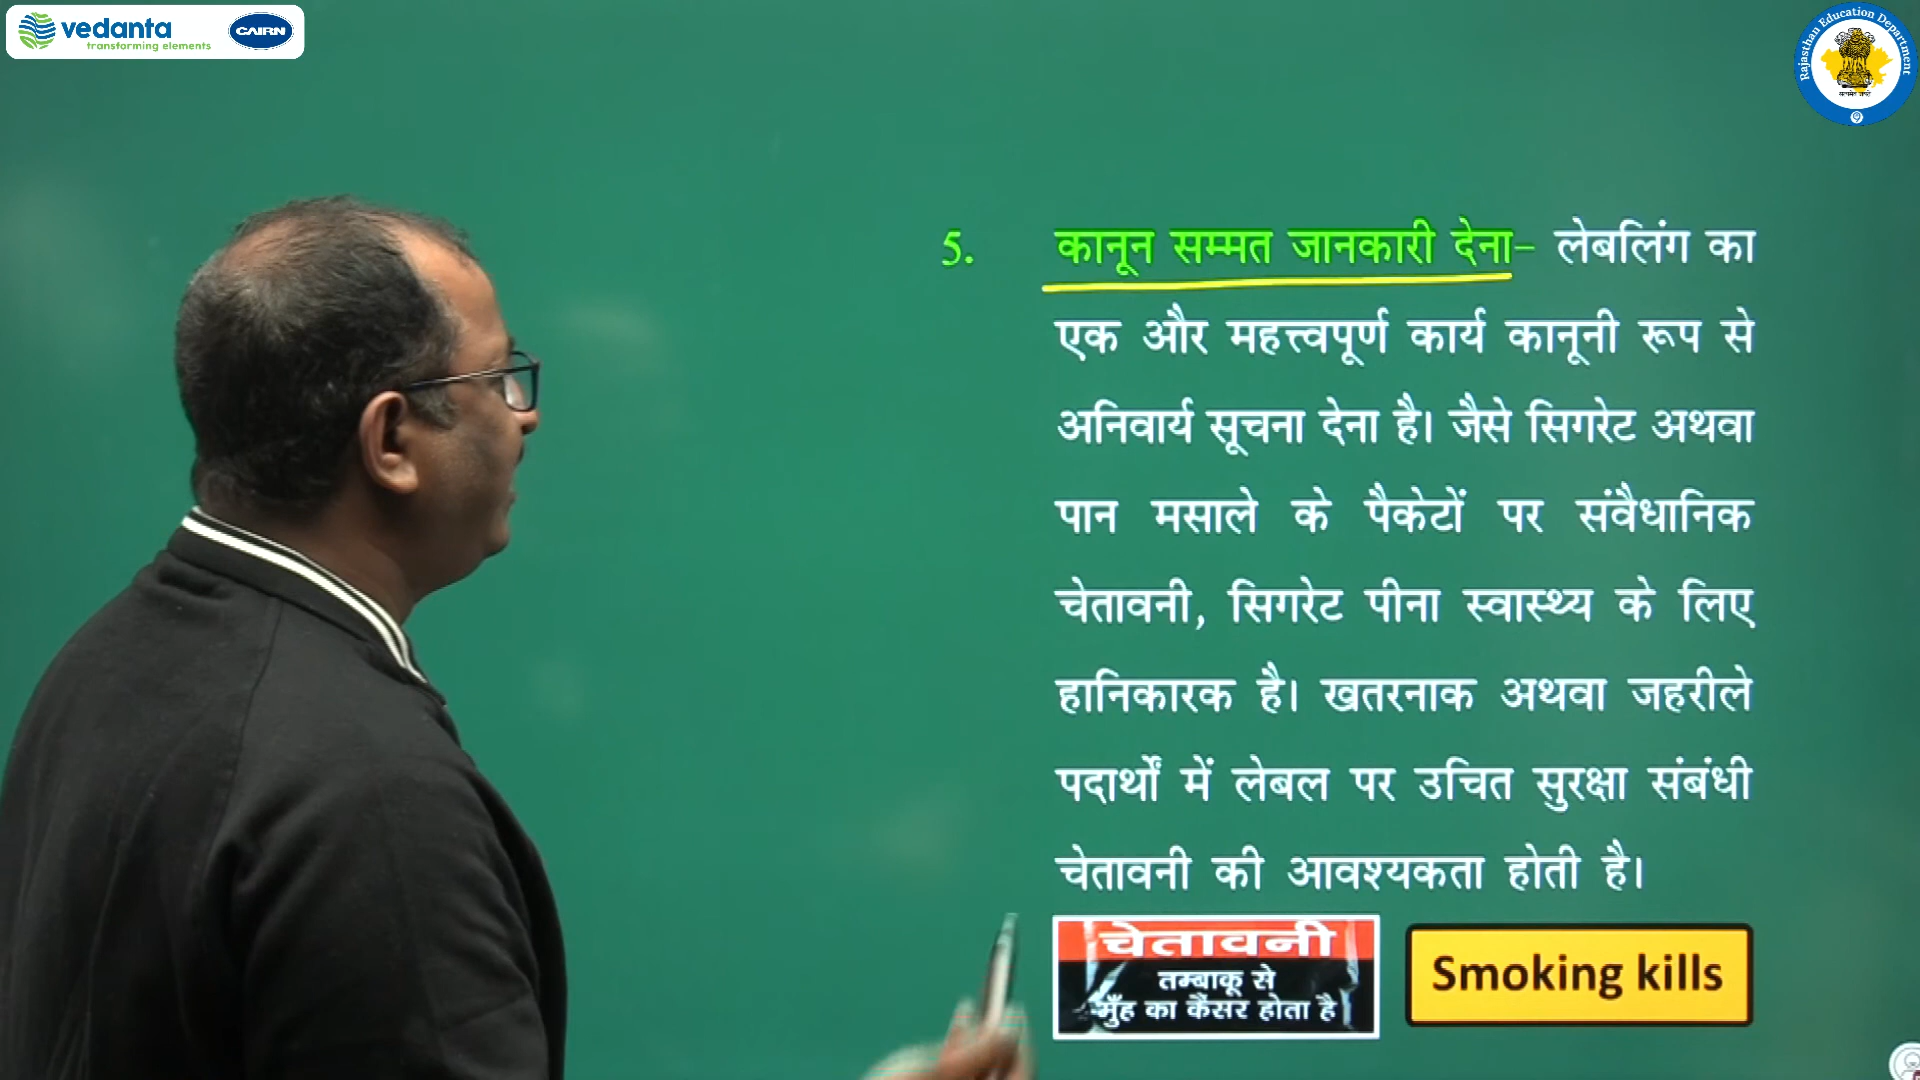 vedanta
transforming elements
CAIRN
Rajasthan Education Department
5. कानून सम्मत जानकारी देना– लेबलिंग का
एक और महत्त्वपूर्ण कार्य कानूनी रूप से
अनिवार्य सूचना देना है। जैसे सिगरेट अथवा
पान मसाले के पैकेटों पर संवैधानिक
चेतावनी, सिगरेट पीना स्वास्थ्य के लिए
हानिकारक है। खतरनाक अथवा जहरीले
पदार्थों में लेबल पर उचित सुरक्षा संबंधी
चेतावनी की आवश्यकता होती है।
चेतावनी
तम्बाकू से
मुँह का कैंसर होता है
Smoking kills